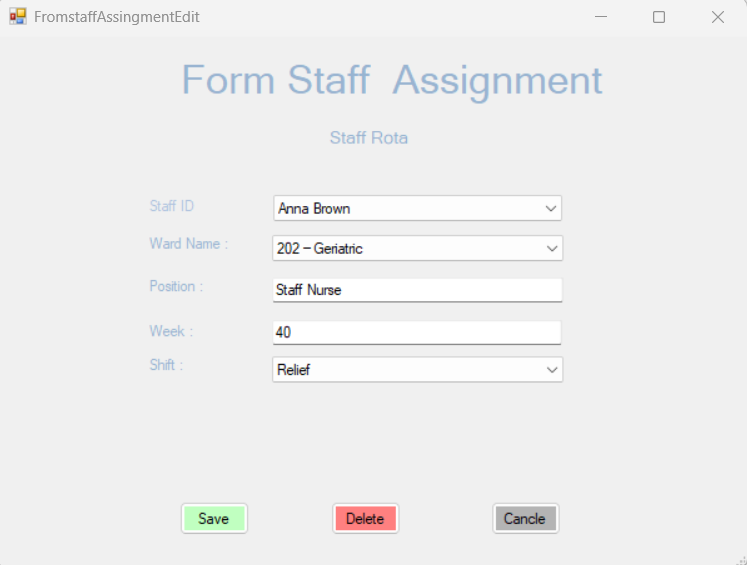 FromstaffAssingmentEdit
Form Staff Assignment
Staff Rota
Staff ID Anna Brown
Ward Name : 202 – Geriatric
Position : Staff Nurse
Week : 40
Shift : Relief
Save Delete Cancle